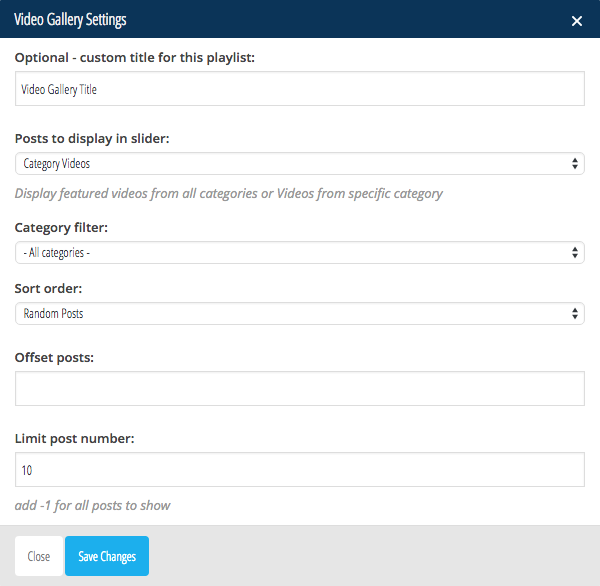 Video Gallery Settings
Optional - custom title for this playlist:
Video Gallery Title
Posts to display in slider:
Category Videos
Display featured videos from all categories or Videos from specific category
Category filter:
- All categories -
Sort order:
Random Posts
Offset posts:
Limit post number:
10
add -1 for all posts to show
Close Save Changes